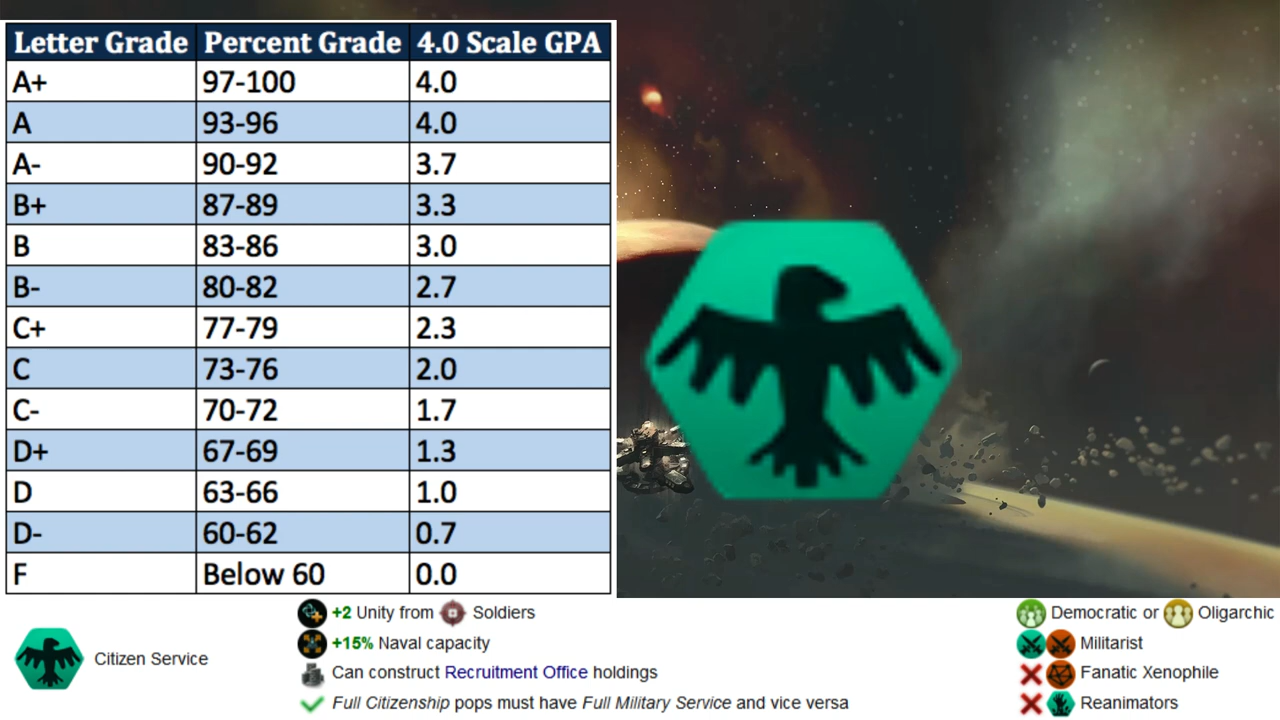 Letter Grade Percent Grade 4.0 Scale GPA
A+ 97-100 4.0
A 93-96 4.0
A- 90-92 3.7
B+ 87-89 3.3
B 83-86 3.0
B- 80-82 2.7
C+ 77-79 2.3
C 73-76 2.0
C- 70-72 1.7
D+ 67-69 1.3
D 63-66 1.0
D- 60-62 0.7
F Below 60 0.0
Citizen Service
+2 Unity from Soldiers
+15% Naval capacity
Can construct Recruitment Office holdings
Full Citizenship pops must have Full Military Service and vice versa
Democratic or Oligarchic
Militarist
Fanatic Xenophile
Reanimators